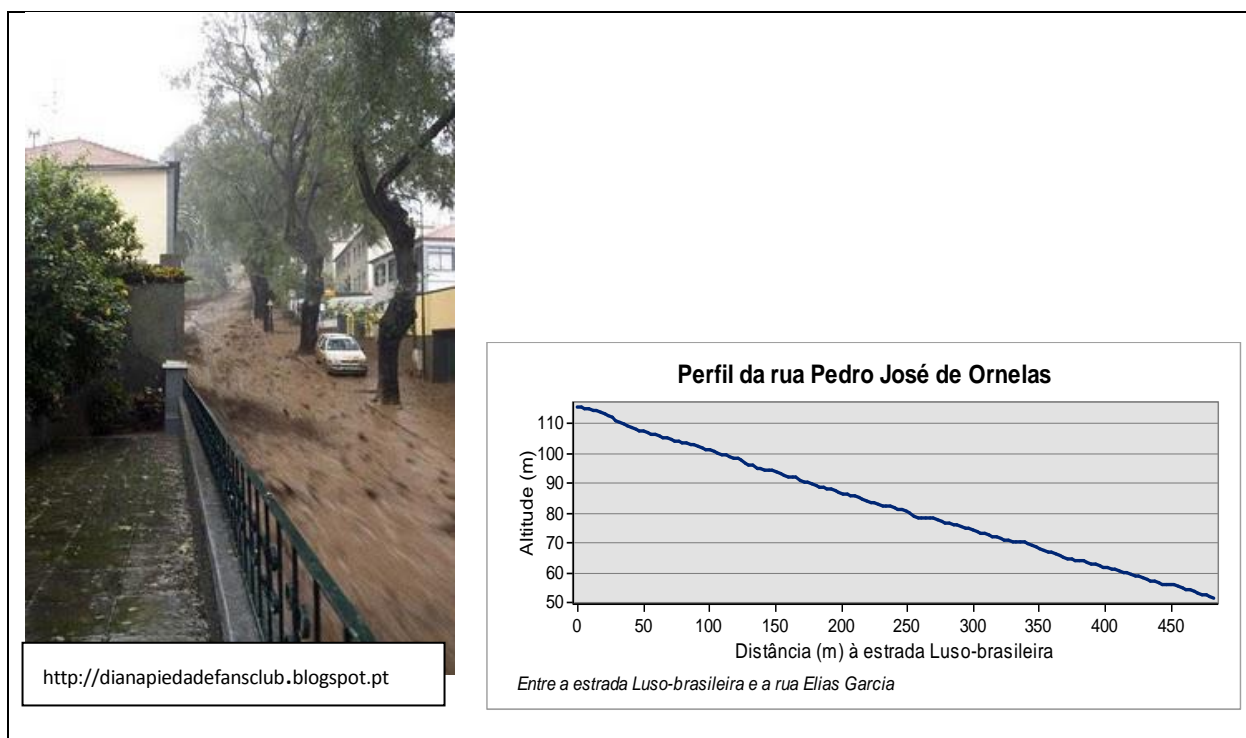 http://dianapiedadefansclub.blogspot.pt
Perfil da rua Pedro José de Ornelas
Altitude (m)
110
100
90
80
70
60
50
0 50 100 150 200 250 300 350 400 450
Distância (m) à estrada Luso-brasileira
Entre a estrada Luso-brasileira e a rua Elias Garcia